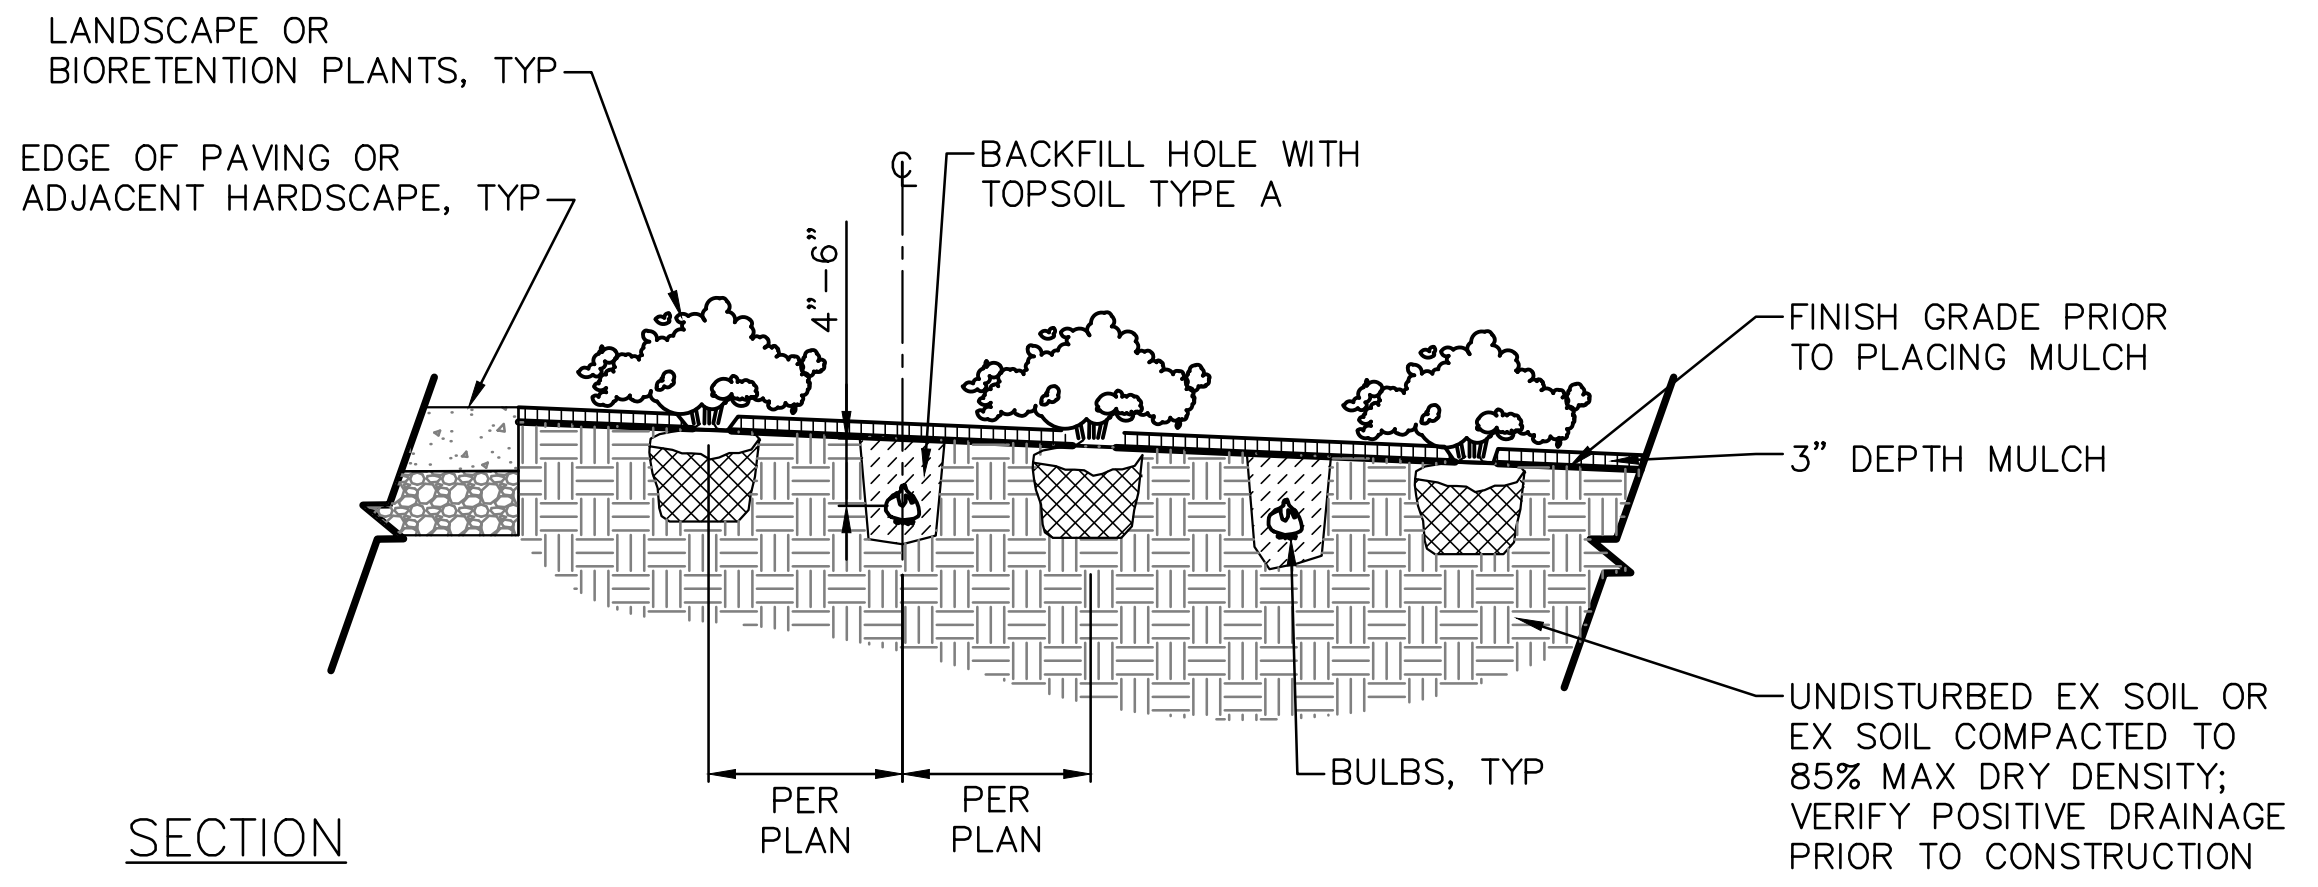 LANDSCAPE OR
BIORETENTION PLANTS, TYP
EDGE OF PAVING OR
ADJACENT HARDSCAPE, TYP
℄
BACKFILL HOLE WITH
TOPSOIL TYPE A
4"-6"
FINISH GRADE PRIOR
TO PLACING MULCH
3" DEPTH MULCH
UNDISTURBED EX SOIL OR
EX SOIL COMPACTED TO
85% MAX DRY DENSITY;
VERIFY POSITIVE DRAINAGE
PRIOR TO CONSTRUCTION
BULBS, TYP
PER
PLAN
PER
PLAN
SECTION